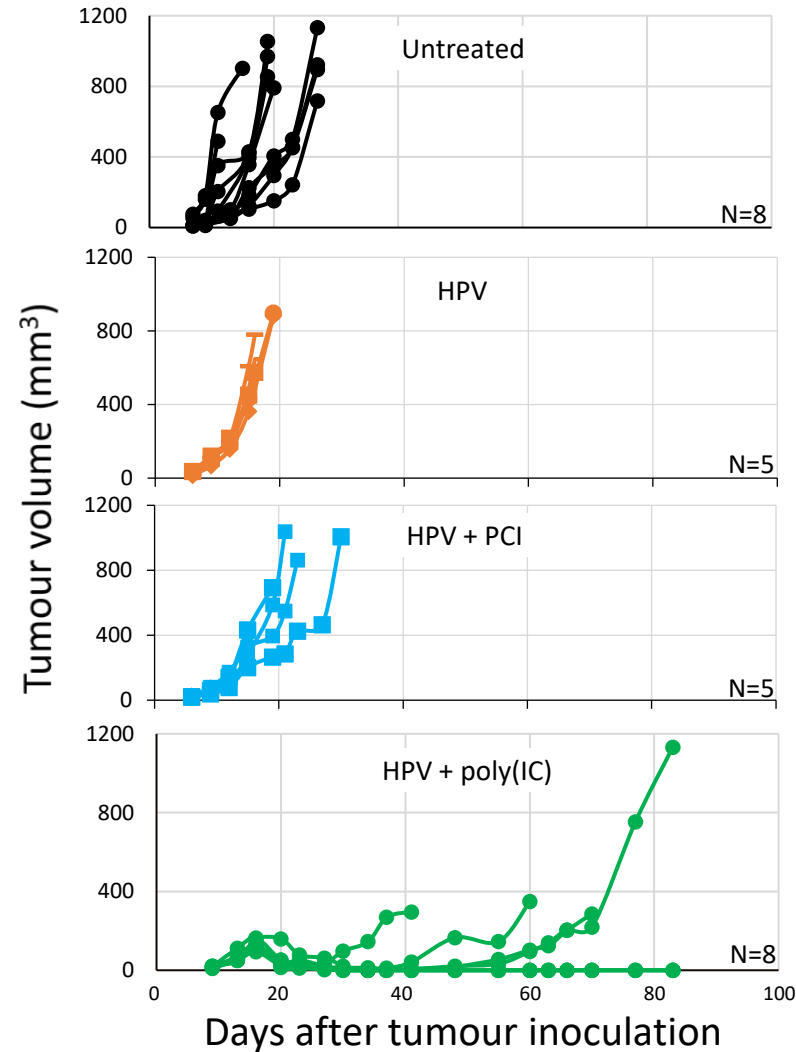 Tumour volume (mm³)
1200
800
400
0
Untreated
N=8
1200
800
400
0
HPV
N=5
1200
800
400
0
HPV + PCI
N=5
1200
800
400
0
HPV + poly(IC)
N=8
0 20 40 60 80 100
Days after tumour inoculation